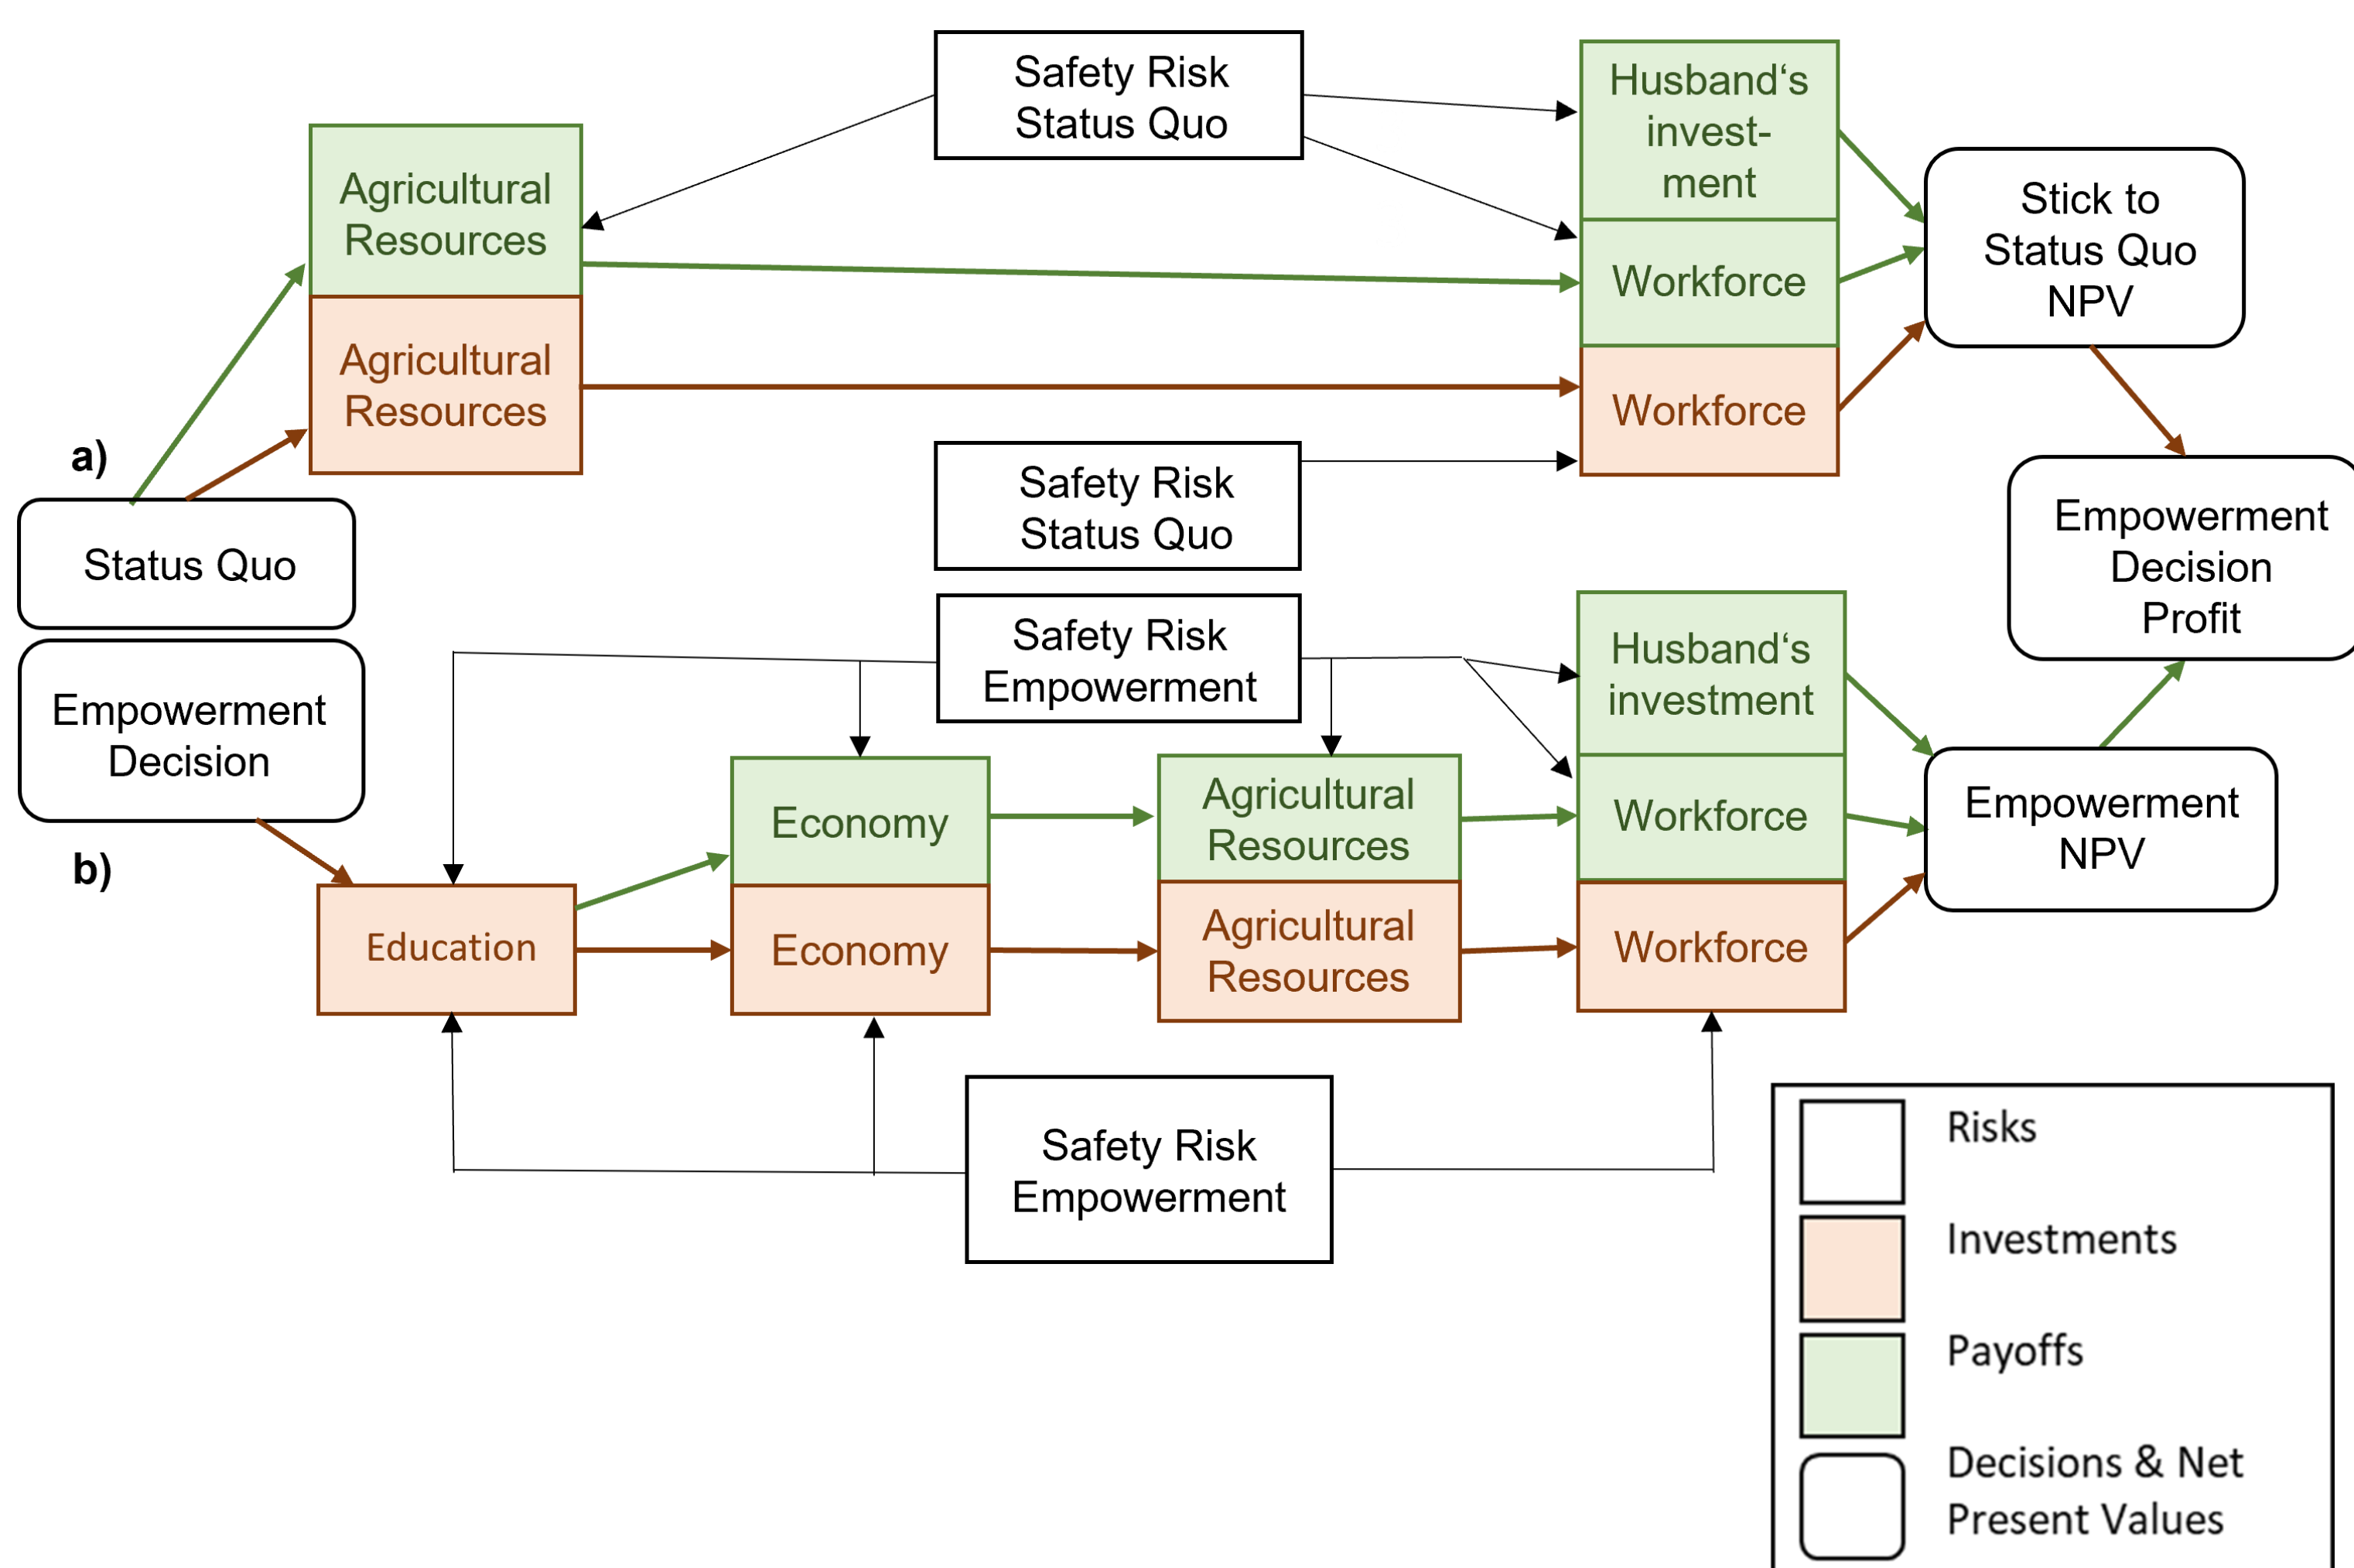 Safety Risk
Status Quo
Husband‘s
invest-
ment
Agricultural
Resources
Workforce
Stick to
Status Quo
NPV
Agricultural
Resources
Workforce
a)
Safety Risk
Status Quo
Status Quo
Empowerment
Decision
Profit
Safety Risk
Empowerment
Husband‘s
investment
Empowerment
Decision
b)
Economy
Agricultural
Resources
Workforce
Empowerment
NPV
Education
Economy
Agricultural
Resources
Workforce
Safety Risk
Empowerment
Risks
Investments
Payoffs
Decisions & Net
Present Values